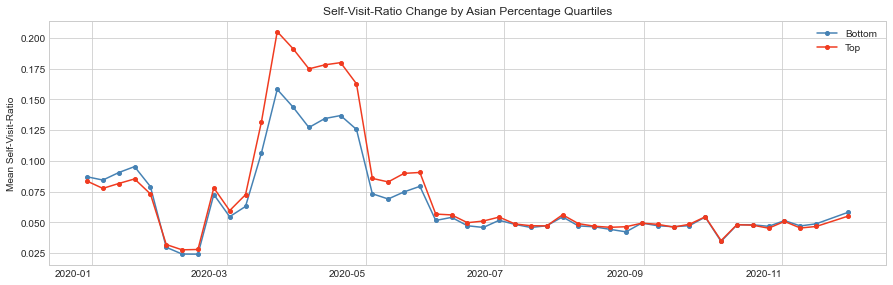 Self-Visit-Ratio Change by Asian Percentage Quartiles
Bottom
Top
Mean Self-Visit-Ratio
0.200
0.175
0.150
0.125
0.100
0.075
0.050
0.025
2020-01 2020-03 2020-05 2020-07 2020-09 2020-11